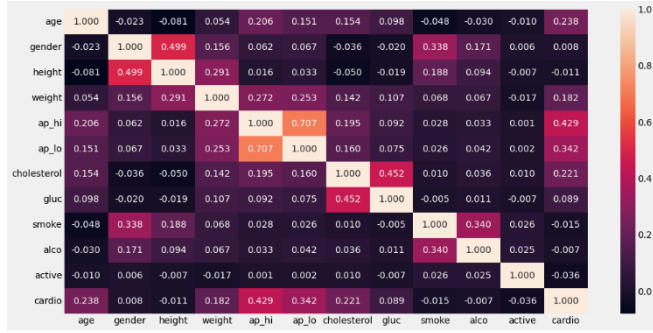 age 1.000 -0.023 -0.081 0.054 0.206 0.151 0.154 0.098 -0.048 -0.030 -0.010 0.238
gender -0.023 1.000 0.499 0.156 0.062 0.067 -0.036 -0.020 0.338 0.171 0.006 0.008
height -0.081 0.499 1.000 0.291 0.016 0.033 -0.050 -0.019 0.188 0.094 -0.007 -0.011
weight 0.054 0.156 0.291 1.000 0.272 0.253 0.142 0.107 0.068 0.067 -0.017 0.182
ap_hi 0.206 0.062 0.016 0.272 1.000 0.707 0.195 0.092 0.028 0.033 0.001 0.429
ap_lo 0.151 0.067 0.033 0.253 0.707 1.000 0.160 0.075 0.026 0.042 0.002 0.342
cholesterol 0.154 -0.036 -0.050 0.142 0.195 0.160 1.000 0.452 0.010 0.036 0.010 0.221
gluc 0.098 -0.020 -0.019 0.107 0.092 0.075 0.452 1.000 -0.005 0.011 -0.007 0.089
smoke -0.048 0.338 0.188 0.068 0.028 0.026 0.010 -0.005 1.000 0.340 0.026 -0.015
alco -0.030 0.171 0.094 0.067 0.033 0.042 0.036 0.011 0.340 1.000 0.025 -0.007
active -0.010 0.006 -0.007 -0.017 0.001 0.002 0.010 -0.007 0.026 0.025 1.000 -0.036
cardio 0.238 0.008 -0.011 0.182 0.429 0.342 0.221 0.089 -0.015 -0.007 -0.036 1.000
age gender height weight ap_hi ap_lo cholesterol gluc smoke alco active cardio
1.0
0.8
0.6
0.4
0.2
0.0